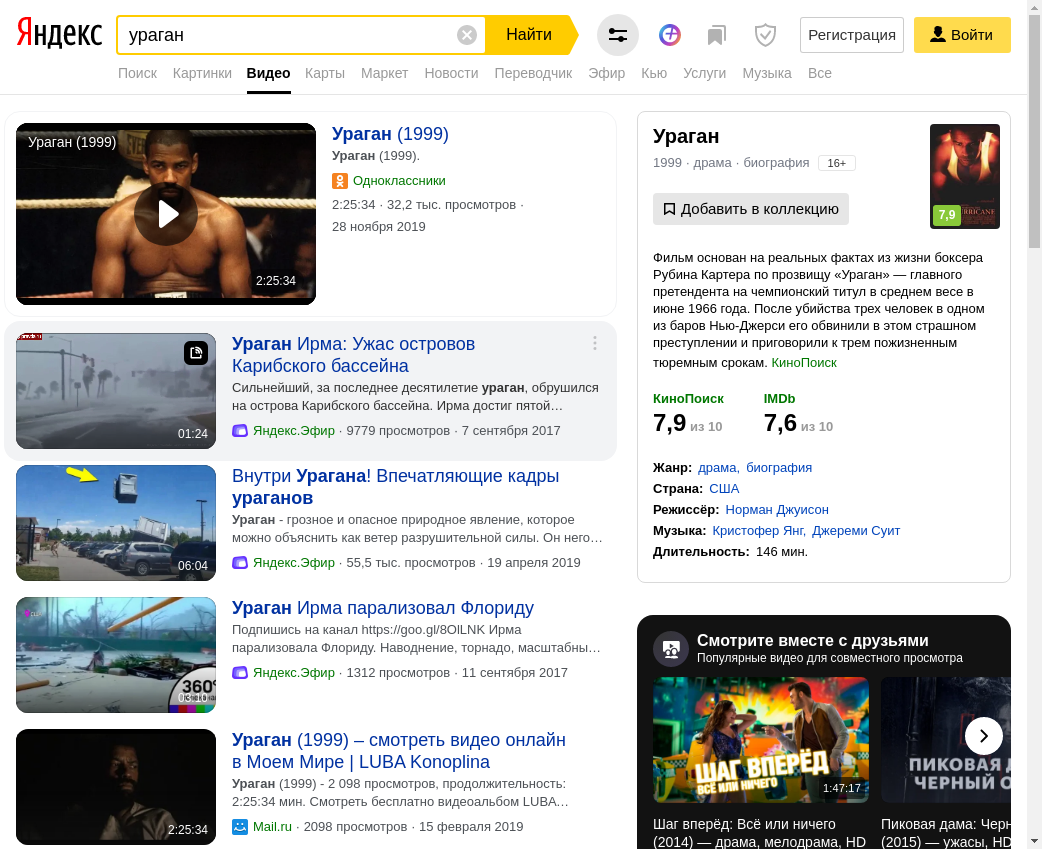 Яндекс
ураган
Найти
Регистрация
Войти
Поиск Картинки Видео Карты Маркет Новости Переводчик Эфир Кью Услуги Музыка Все
Ураган (1999)
2:25:34
Ураган (1999)
Ураган (1999).
Одноклассники
2:25:34 · 32,2 тыс. просмотров ·
28 ноября 2019
01:24
Ураган Ирма: Ужас островов
Карибского бассейна
Сильнейший, за последнее десятилетие ураган, обрушился
на острова Карибского бассейна. Ирма достиг пятой…
Яндекс.Эфир · 9779 просмотров · 7 сентября 2017
06:04
Внутри Урагана! Впечатляющие кадры
ураганов
Ураган - грозное и опасное природное явление, которое
можно объяснить как ветер разрушительной силы. Он него…
Яндекс.Эфир · 55,5 тыс. просмотров · 19 апреля 2019
360°
Ураган Ирма парализовал Флориду
Подпишись на канал https://goo.gl/8OlLNK Ирма
парализовала Флориду. Наводнение, торнадо, масштабны…
Яндекс.Эфир · 1312 просмотров · 11 сентября 2017
2:25:34
Ураган (1999) – смотреть видео онлайн
в Моем Мире | LUBA Konoplina
Ураган (1999) - 2 098 просмотров, продолжительность:
2:25:34 мин. Смотреть бесплатно видеоальбом LUBA…
Mail.ru · 2098 просмотров · 15 февраля 2019
Ураган
1999 · драма · биография 16+
Добавить в коллекцию
7,9
Фильм основан на реальных фактах из жизни боксера
Рубина Картера по прозвищу «Ураган» — главного
претендента на чемпионский титул в среднем весе в
июне 1966 года. После убийства трех человек в одном
из баров Нью-Джерси его обвинили в этом страшном
преступлении и приговорили к трем пожизненным
тюремным срокам. КиноПоиск
КиноПоиск IMDb
7,9 из 10 7,6 из 10
Жанр: драма, биография
Страна: США
Режиссёр: Норман Джуисон
Музыка: Кристофер Янг, Джереми Суит
Длительность: 146 мин.
Смотрите вместе с друзьями
Популярные видео для совместного просмотра
ШАГ ВПЕРЁД
ВСЁ ИЛИ НИЧЕГО
1:47:17
ПИКОВАЯ Д
ЧЕРНЫЙ О
Шаг вперёд: Всё или ничего
(2014) — драма, мелодрама, HD
Пиковая дама: Черн
(2015) — ужасы, HD